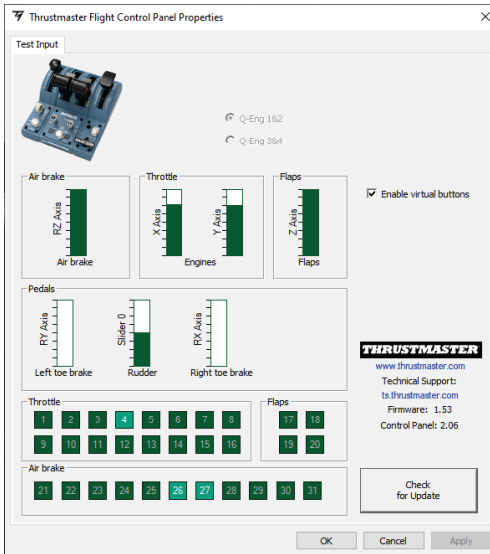 Thrustmaster Flight Control Panel Properties
Test Input
Q-Eng 1&2
Q-Eng 3&4
Air brake
RZ Axis
Air brake
Throttle
X Axis
Y Axis
Engines
Flaps
Z Axis
Flaps
Enable virtual buttons
Pedals
RY Axis
Left toe brake
Slider 0
Rudder
RX Axis
Right toe brake
THRUSTMASTER
www.thrustmaster.com
Technical Support:
ts.thrustmaster.com
Firmware: 1.53
Control Panel: 2.06
Throttle
1 2 3 4 5 6 7 8
9 10 11 12 13 14 15 16
Flaps
17 18
19 20
Air brake
21 22 23 24 25 26 27 28 29 30 31
Check
for Update
OK
Cancel
Apply